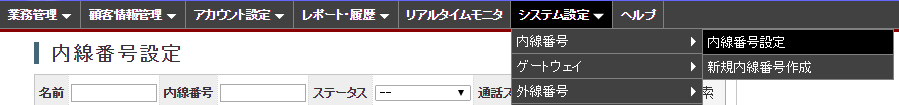 業務管理 顧客情報管理 アカウント設定 レポート・履歴 リアルタイムモニタ システム設定 ヘルプ
内線番号 内線番号設定
内線番号設定
ゲートウェイ 新規内線番号作成
名前 内線番号 ステータス -- 通話ス 外線番号 索